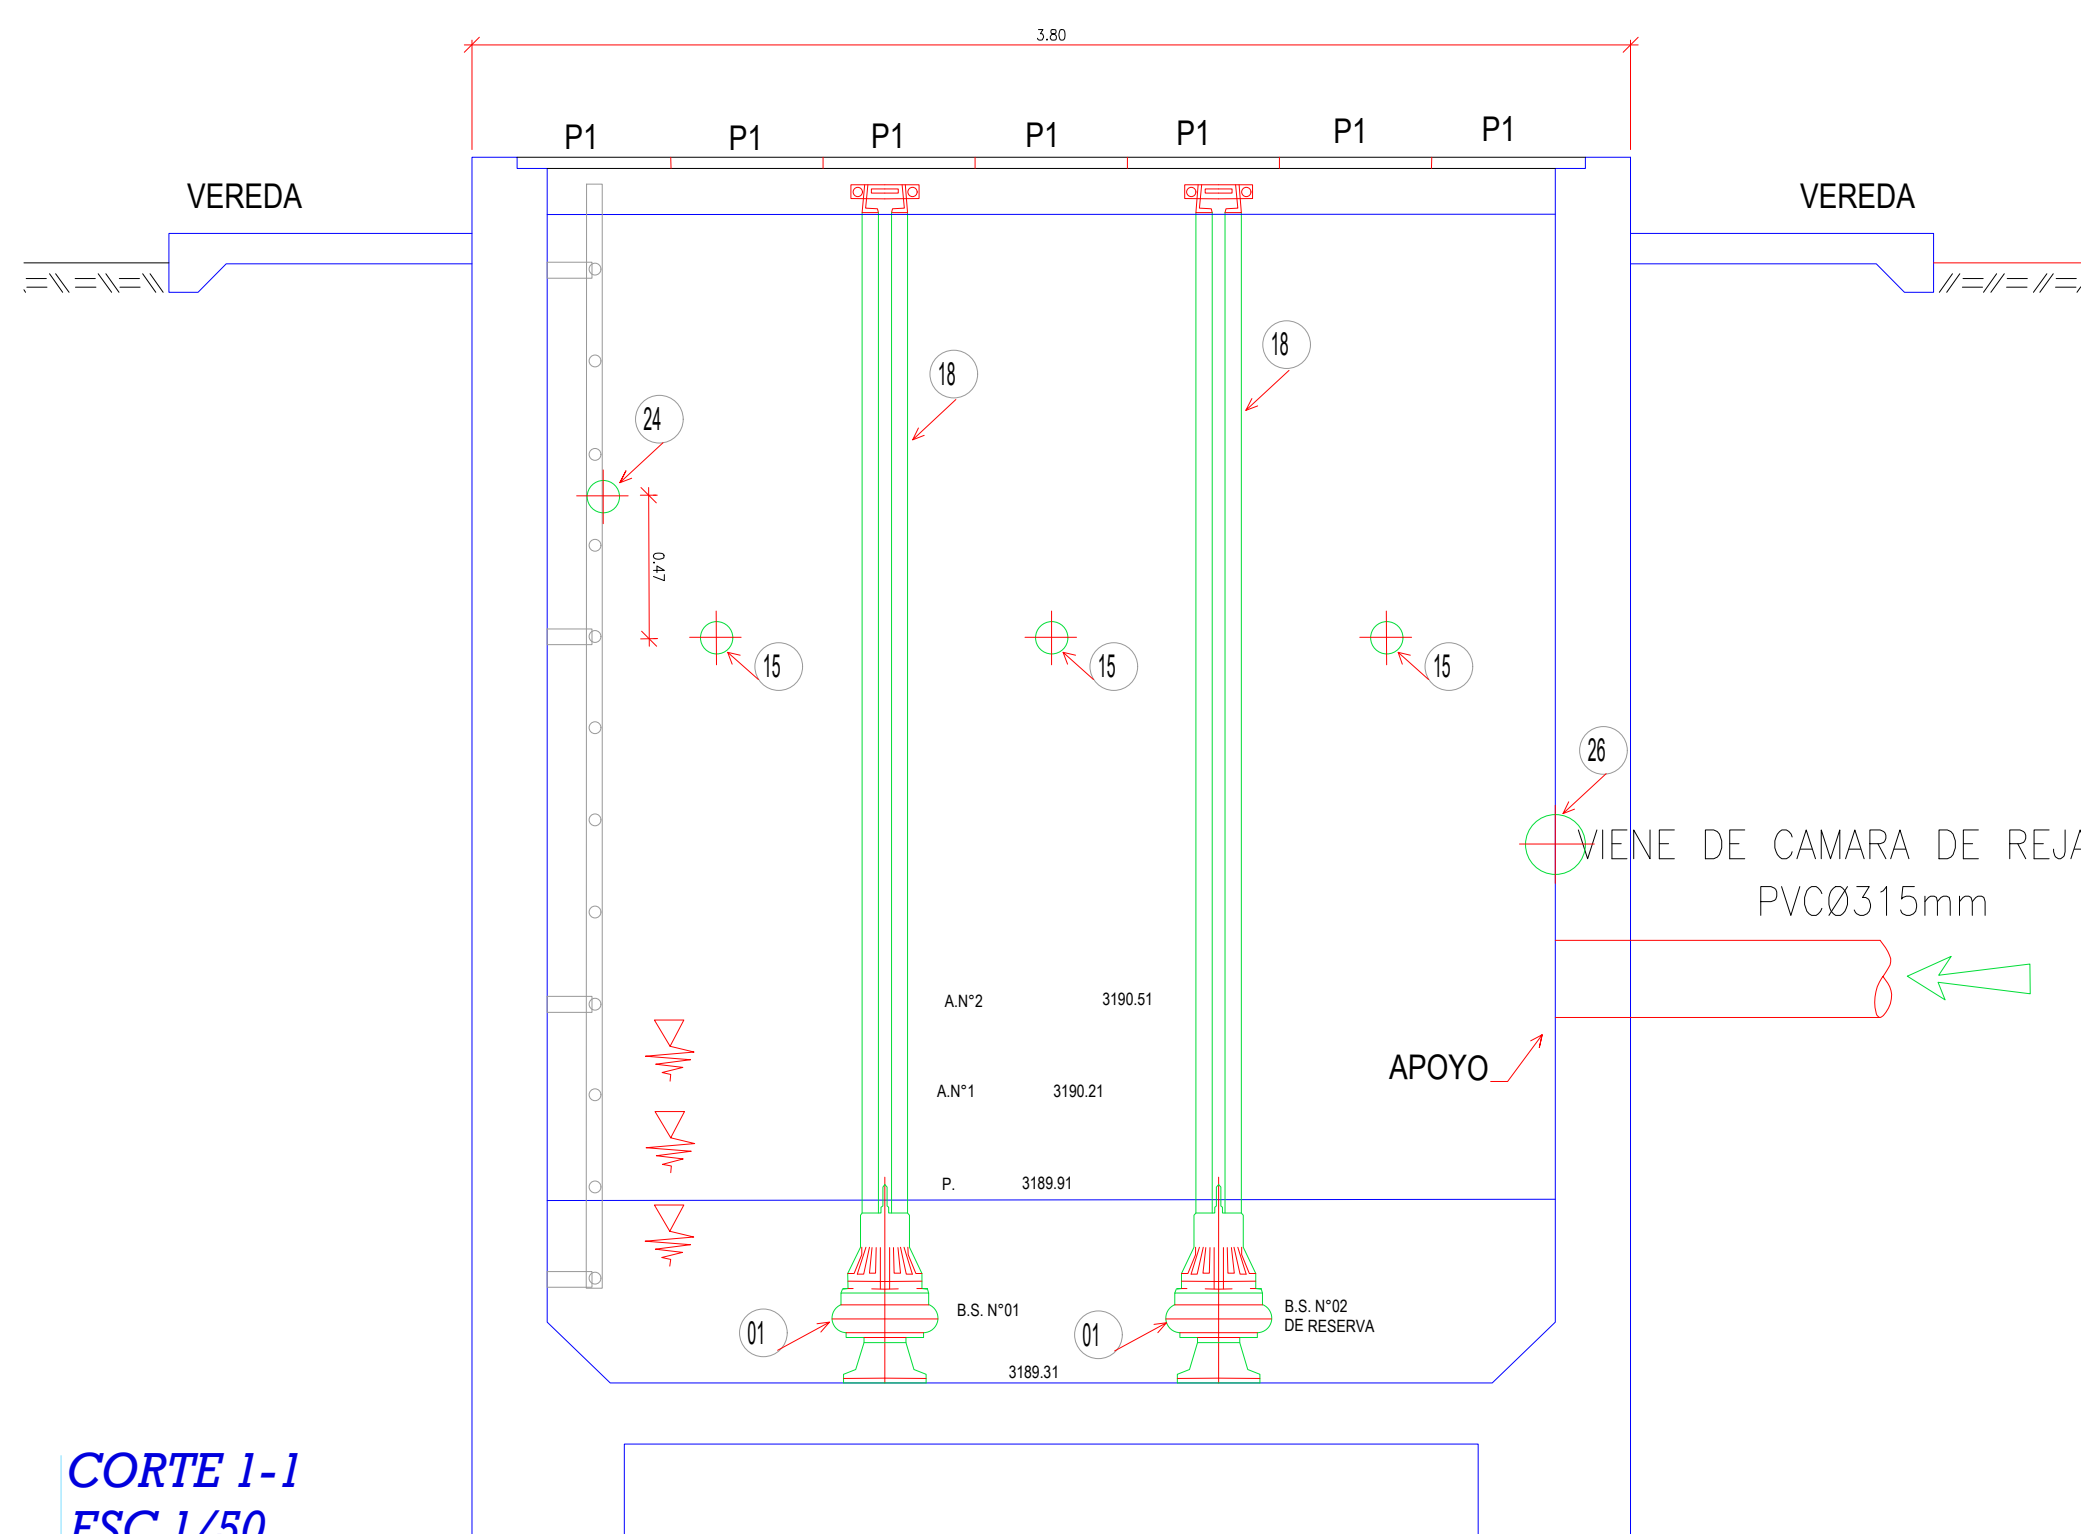 3.80
P1
P1
P1
P1
P1
P1
P1
VEREDA
VEREDA
18
18
24
0.47
15
15
15
26
VIENE DE CAMARA DE REJA
PVCØ315mm
A.N°2 3190.51
APOYO
A.N°1 3190.21
P. 3189.91
B.S. N°01
B.S. N°02
DE RESERVA
01
01
3189.31
CORTE 1-1
ESC 1/50